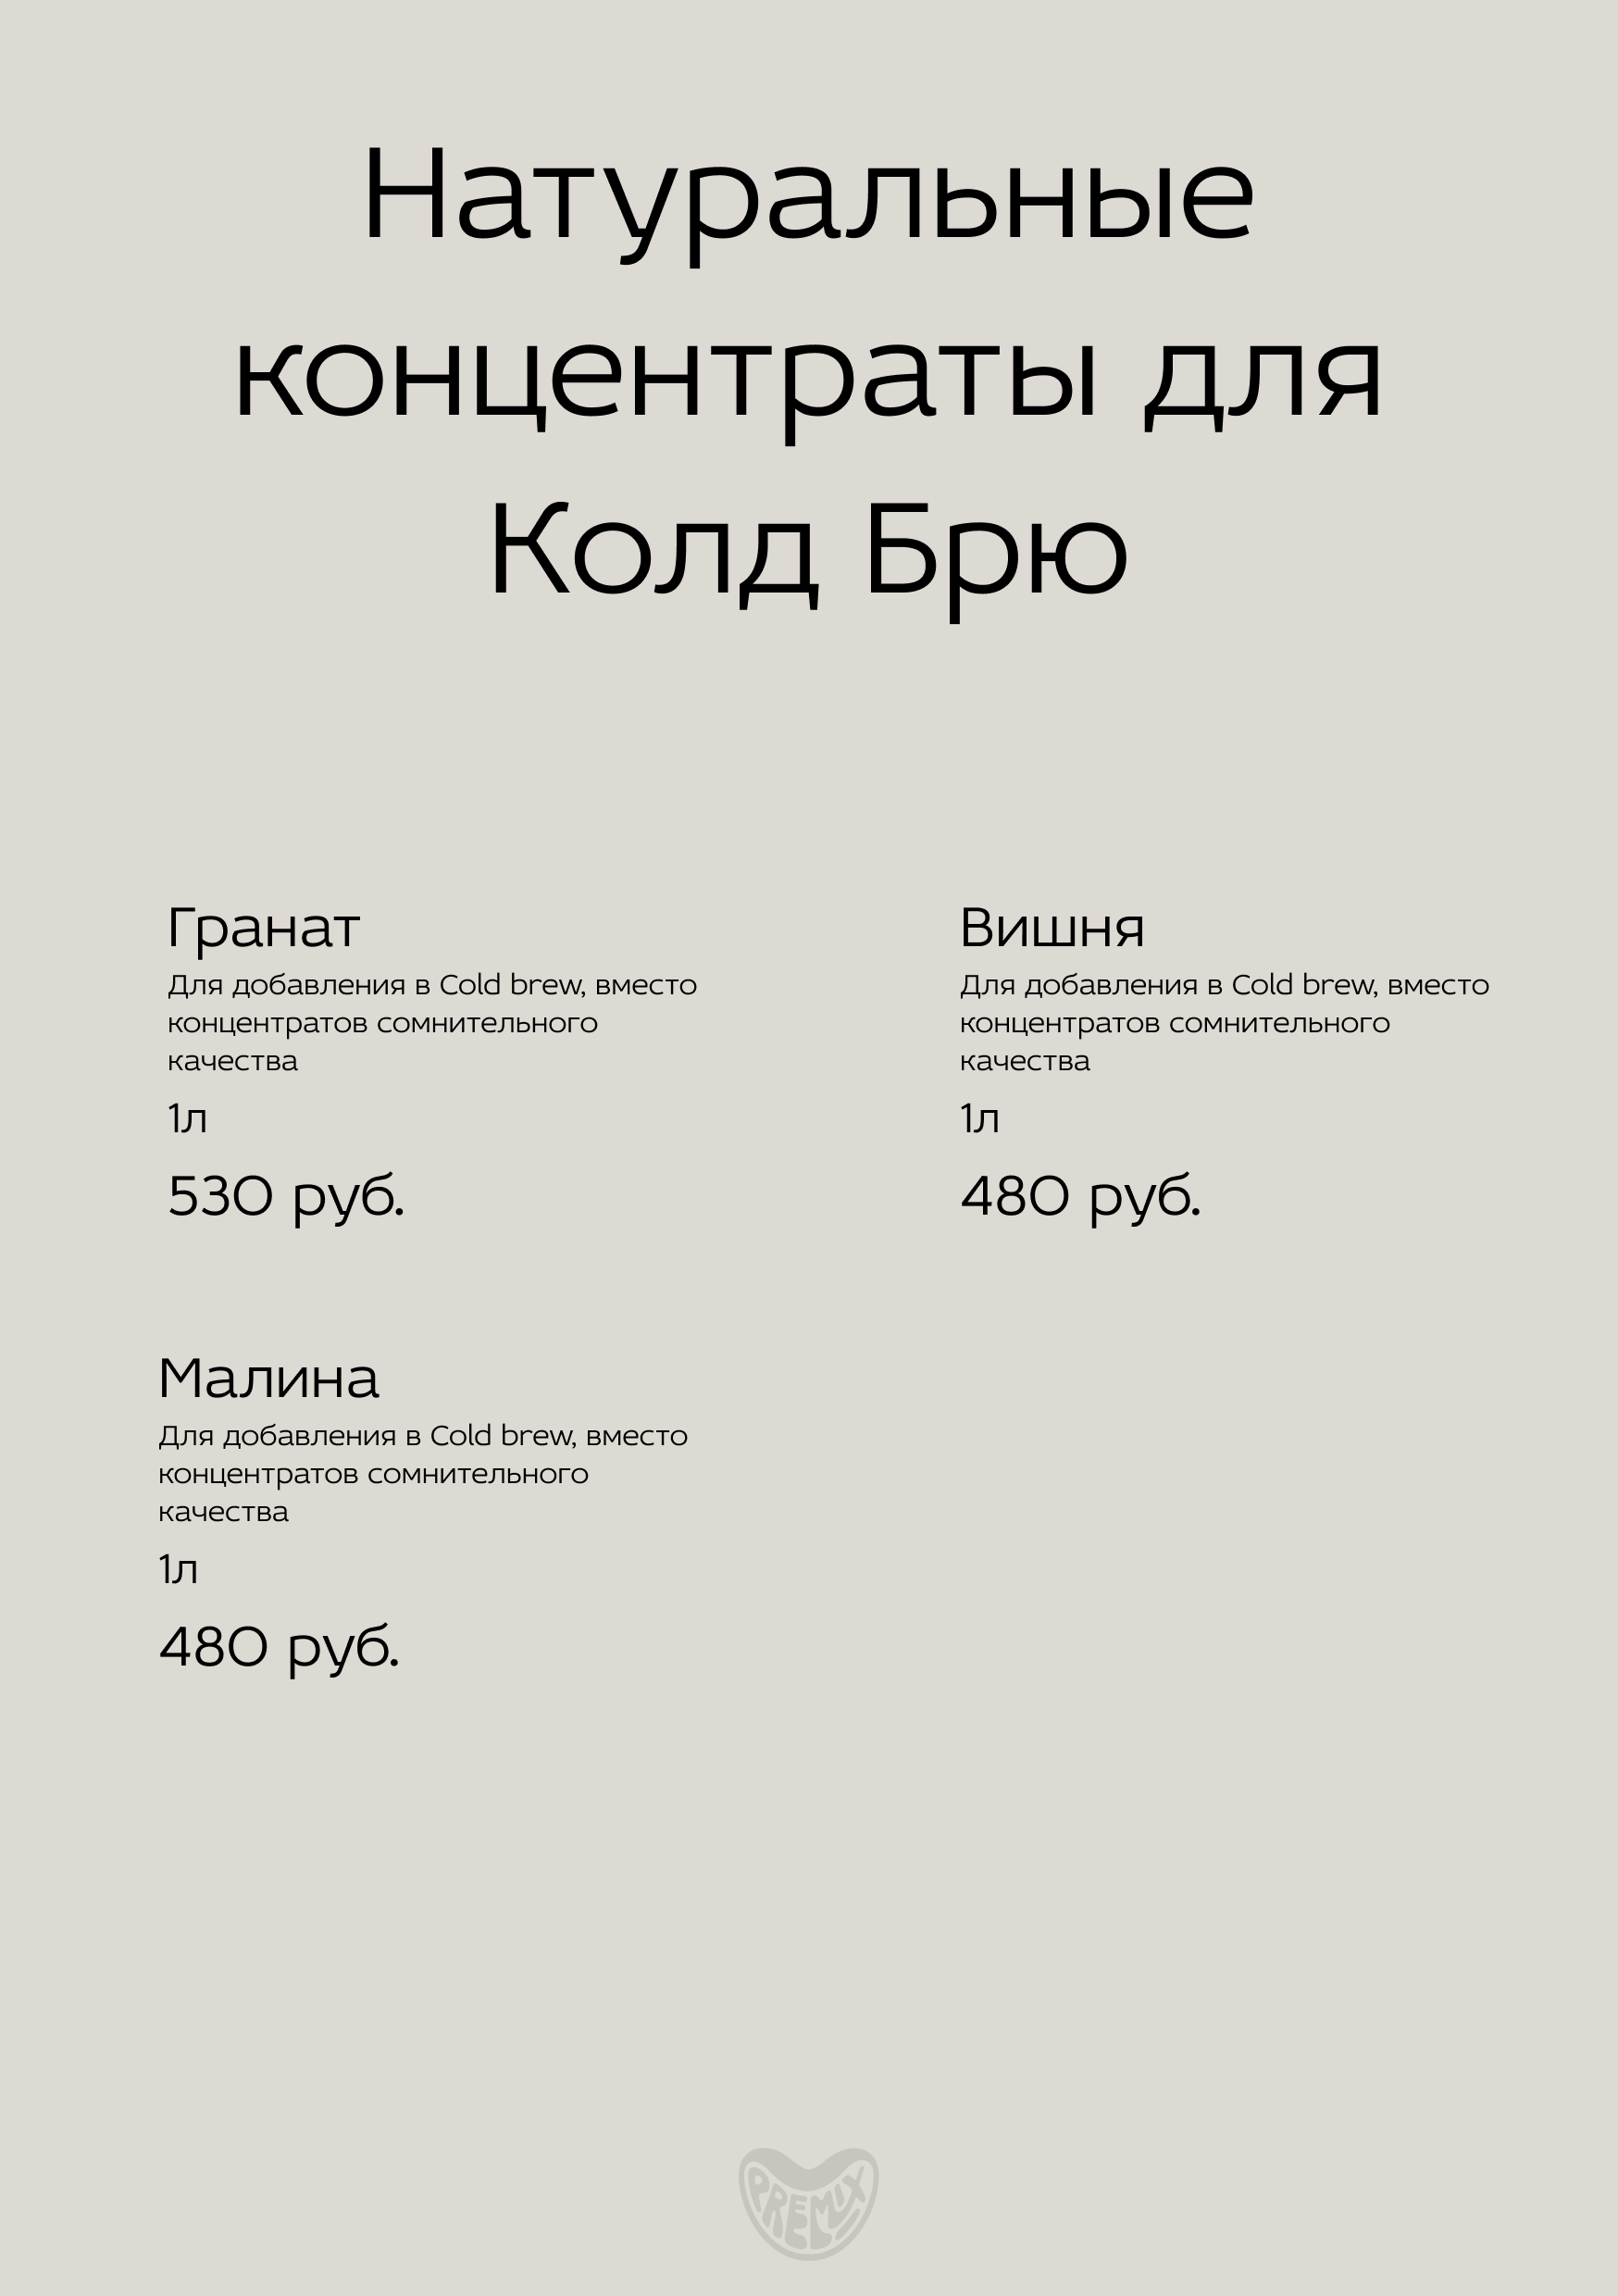 Натуральные
концентраты для
Колд Брю
Гранат
Для добавления в Cold brew, вместо
концентратов сомнительного
качества
1л
530 руб.
Вишня
Для добавления в Cold brew, вместо
концентратов сомнительного
качества
1л
480 руб.
Малина
Для добавления в Cold brew, вместо
концентратов сомнительного
качества
1л
480 руб.
PREMIX